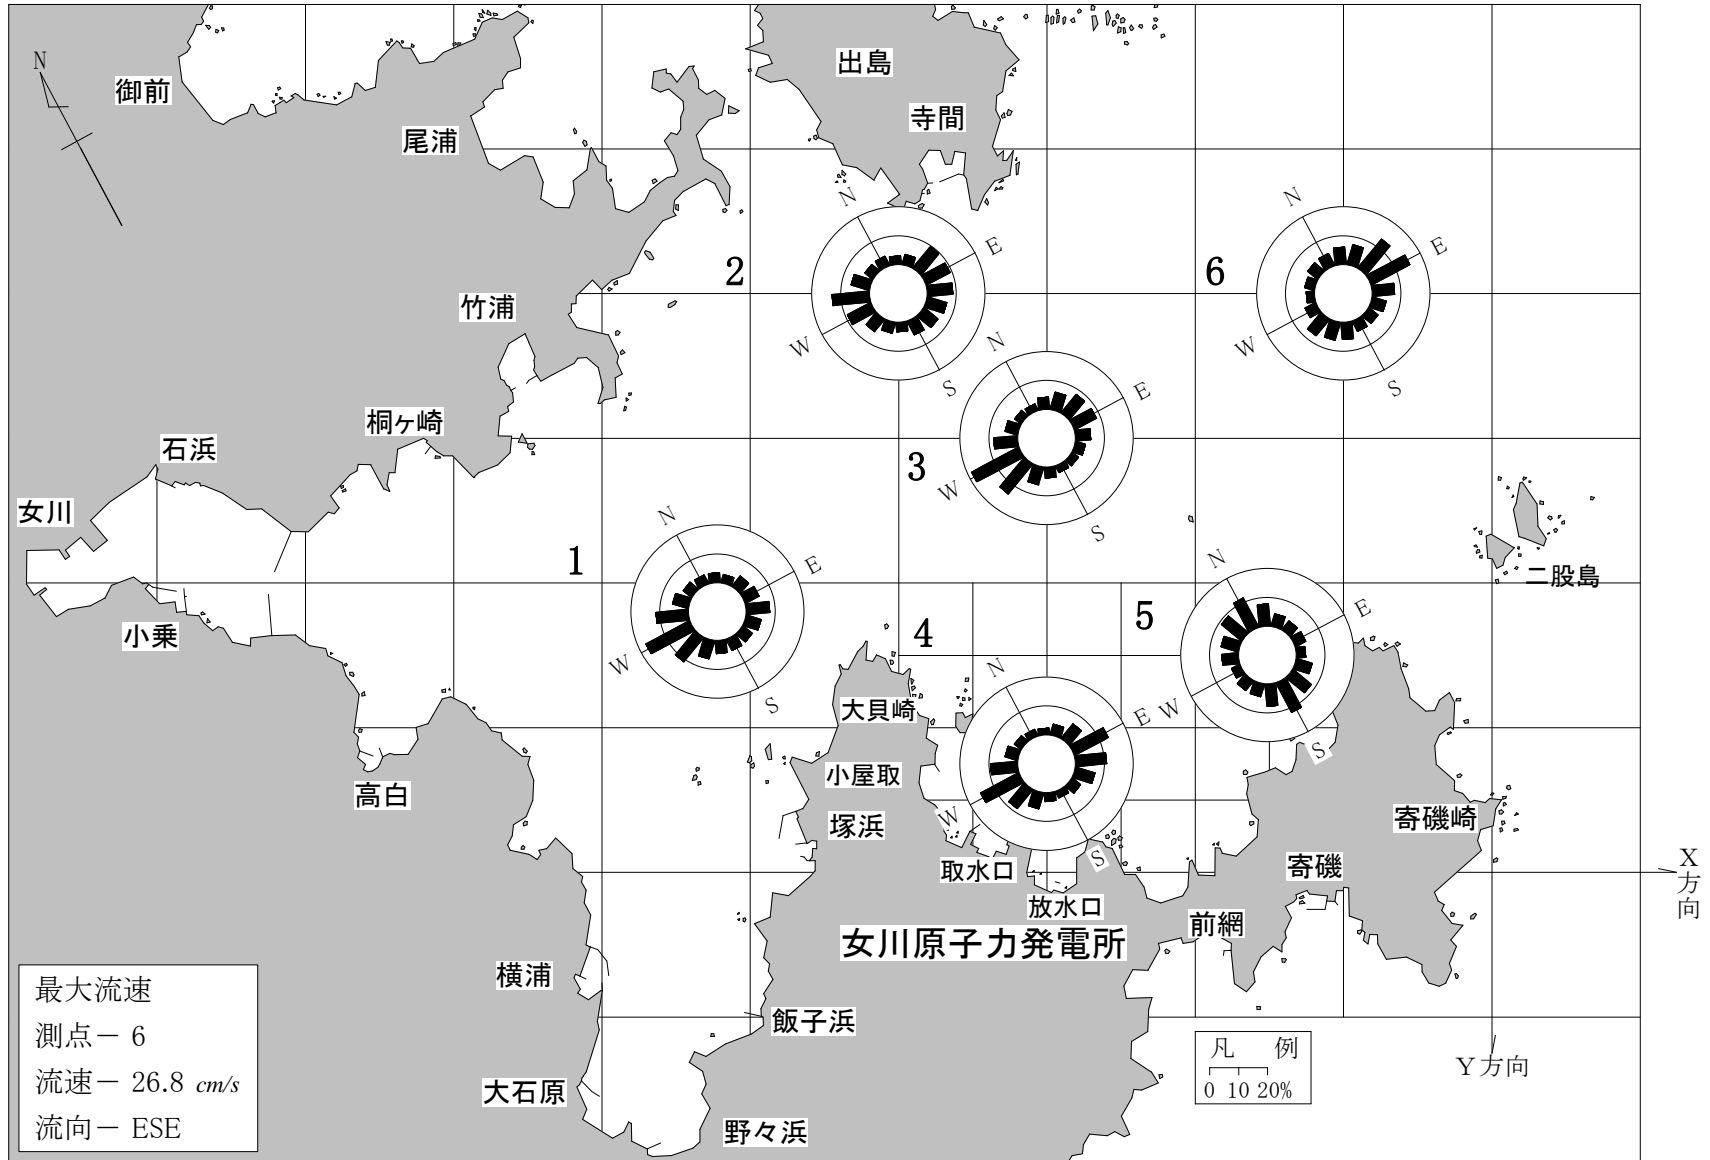 N
御前
尾浦
出島
寺間
竹浦
桐ヶ崎
石浜
女川
小乗
高白
横浦
大石原
野々浜
飯子浜
塚浜
小屋取
大貝崎
取水口
放水口
女川原子力発電所
前網
寄磯
寄磯崎
二股島
1
N
E
W
S
2
N
E
W
S
3
N
E
W
S
4
N
E
W
S
5
N
E
W
S
6
N
E
W
S
X方向
Y方向
最大流速
測点－ 6
流速－ 26.8 cm/s
流向－ ESE
凡 例
0 10 20%